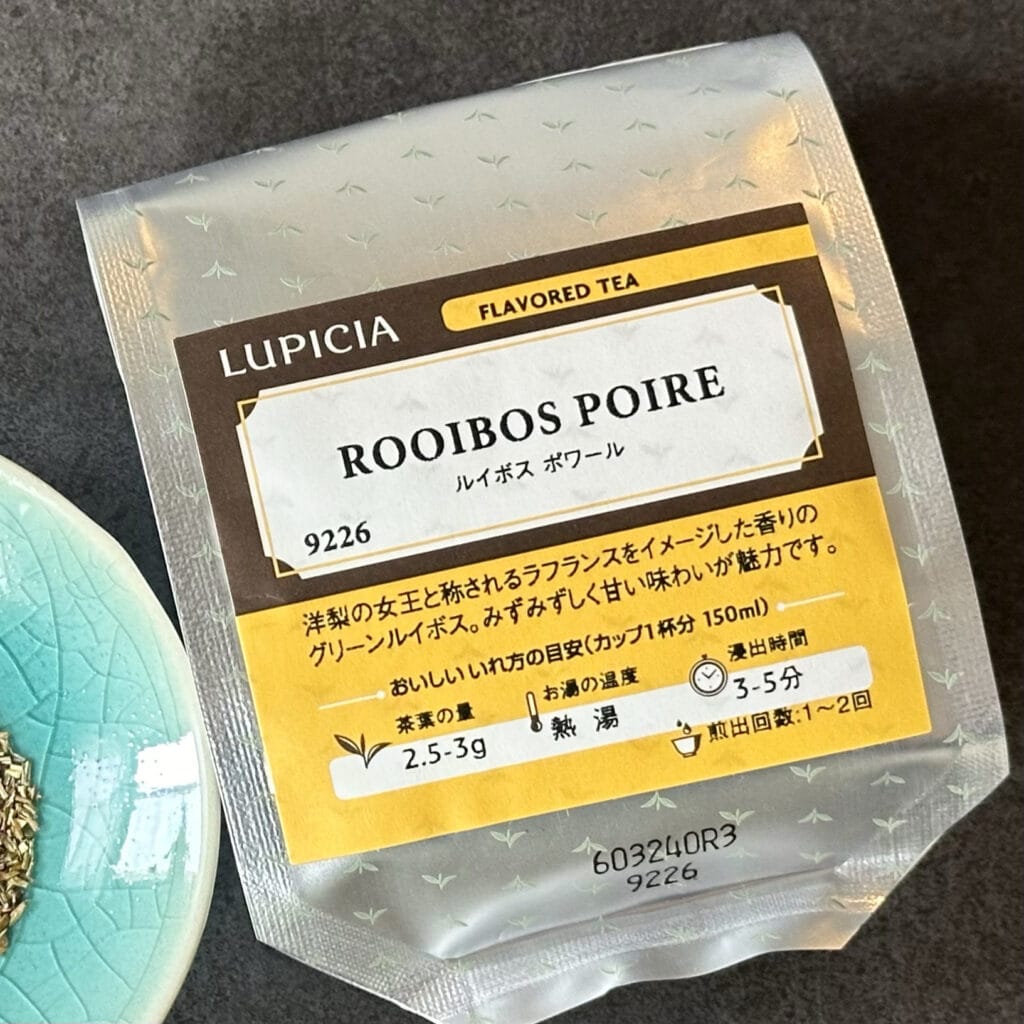 LUPICIA
FLAVORED TEA
ROOIBOS POIRE
ルイボス ポワール
9226
洋梨の女王と称されるラフランスをイメージした香りの
グリーンルイボス。みずみずしく甘い味わいが魅力です。
おいしいいれ方の目安(カップ1杯分 150ml)
茶葉の量
2.5-3g
お湯の温度
熱湯
浸出時間
3-5分
煎出回数:1〜2回
603240R3
9226